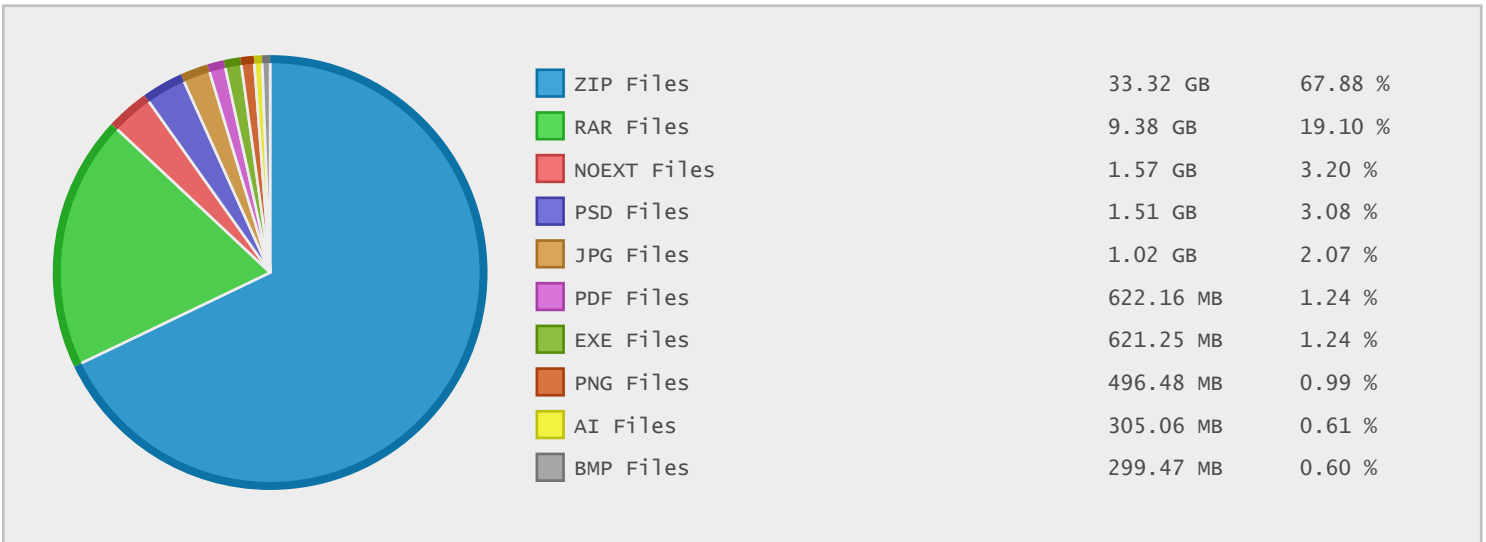 ZIP Files 33.32 GB 67.88 %
RAR Files 9.38 GB 19.10 %
NOEXT Files 1.57 GB 3.20 %
PSD Files 1.51 GB 3.08 %
JPG Files 1.02 GB 2.07 %
PDF Files 622.16 MB 1.24 %
EXE Files 621.25 MB 1.24 %
PNG Files 496.48 MB 0.99 %
AI Files 305.06 MB 0.61 %
BMP Files 299.47 MB 0.60 %